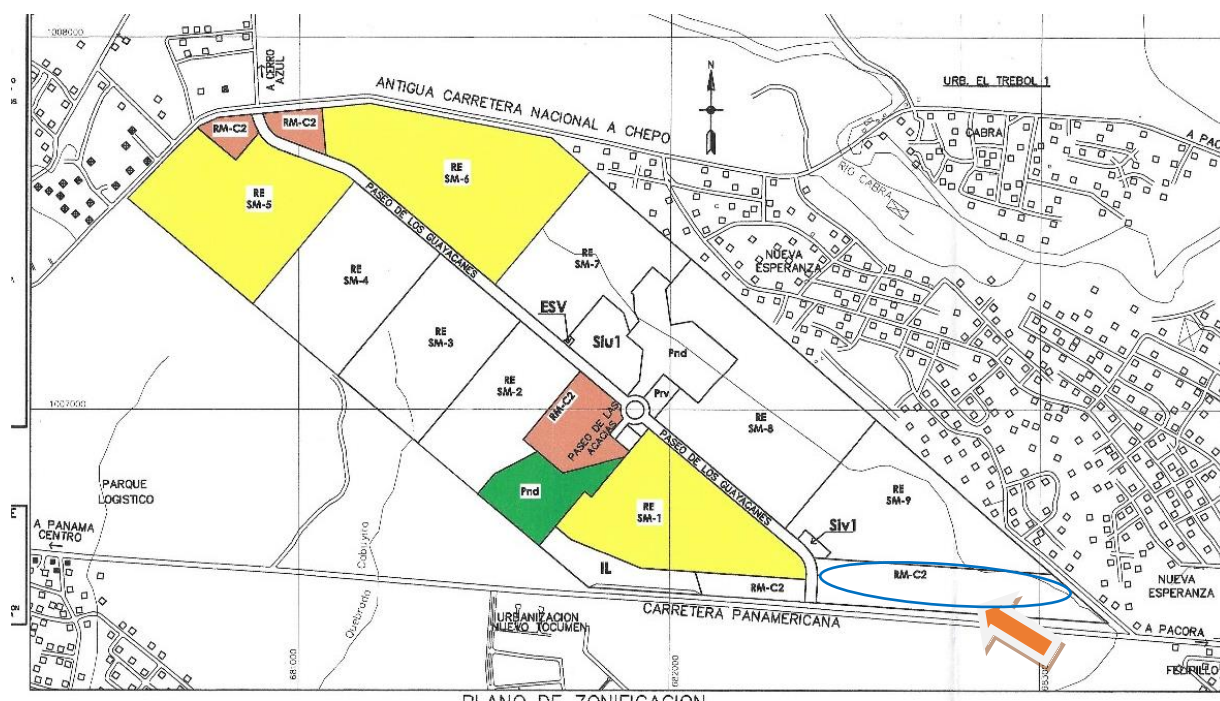 1008000
A CERRO
AZUL
ANTIGUA CARRETERA NACIONAL A CHEPO
N
URB. EL TREBOL 1
RM-C2
RM-C2
CABRA
RIO CABRA
RE
SM-6
RE
SM-5
PASEO DE LOS GUAYACANES
RE
SM-7
NUEVA
ESPERANZA
RE
SM-4
ESV
RE
SM-3
Siu1
Pnd
RE
SM-2
RM-C2
Prv
1007000
PASEO DE LAS
ACACIAS
RE
SM-8
PASEO DE LOS GUAYACANES
PARQUE
LOGISTICO
Pnd
RE
SM-1
RE
SM-9
A PANAMA
CENTRO
Siv1
IL
RM-C2
RM-C2
NUEVA
ESPERANZA
Quebrada
CARRETERA PANAMERICANA
URBANIZACION
NUEVO TOCUMEN
A PACORA
682000
PLANO DE ZONIFICACION